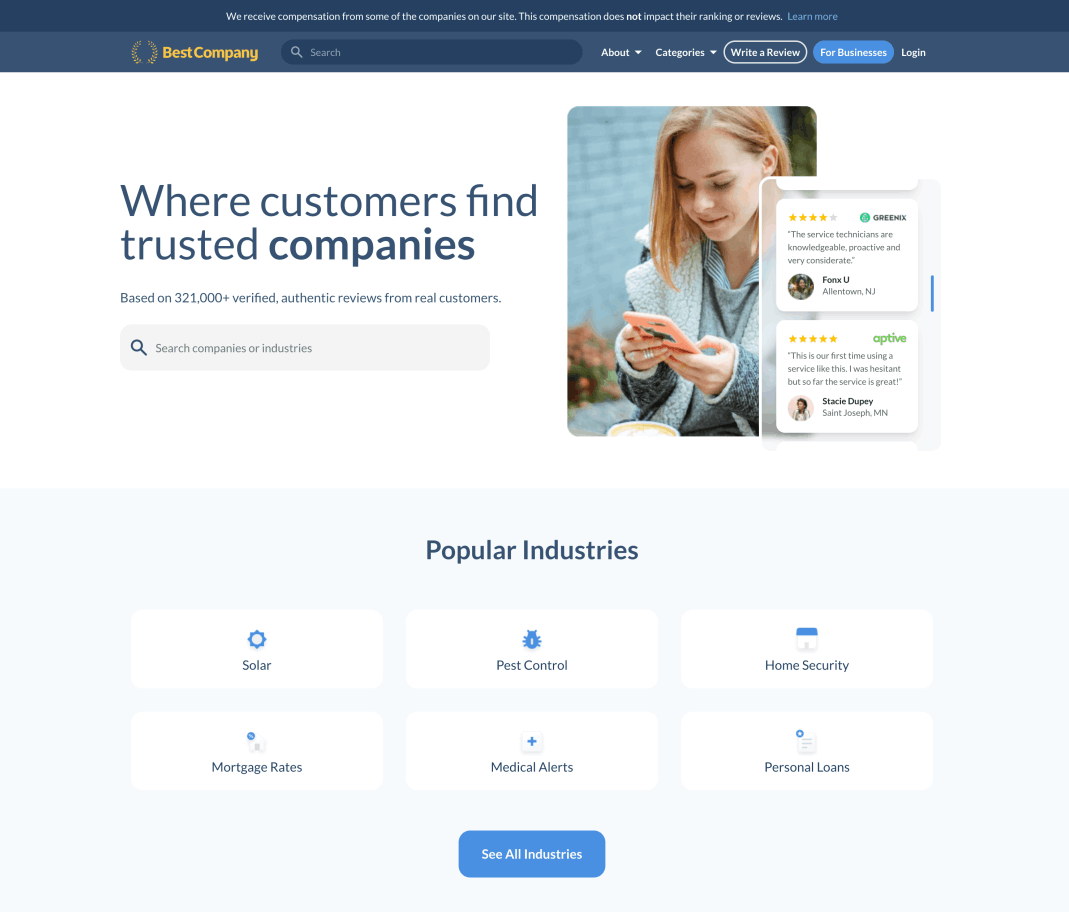 We receive compensation from some of the companies on our site. This compensation does not impact their ranking or reviews. Learn more
BestCompany
Search
About
Categories
Write a Review
For Businesses
Login
Where customers find
trusted companies
Based on 321,000+ verified, authentic reviews from real customers.
Search companies or industries
GREENIX
"The service technicians are
knowledgeable, proactive and
very considerate."
Fonx U
Allentown, NJ
aptive
"This is our first time using a
service like this. I was hesitant
but so far the service is great!"
Stacie Dupey
Saint Joseph, MN
Popular Industries
Solar
Pest Control
Home Security
Mortgage Rates
Medical Alerts
Personal Loans
See All Industries